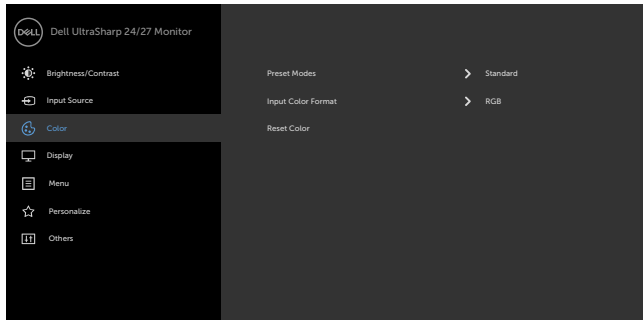 DELL Dell UltraSharp 24/27 Monitor
Brightness/Contrast Preset Modes Standard
Input Source Input Color Format RGB
Color Reset Color
Display
Menu
Personalize
Others